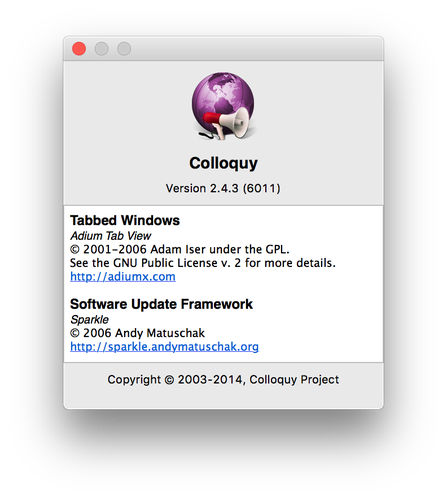 Colloquy
Version 2.4.3 (6011)
Tabbed Windows
Adium Tab View
© 2001-2006 Adam Iser under the GPL.
See the GNU Public License v. 2 for more details.
http://adiumx.com
Software Update Framework
Sparkle
© 2006 Andy Matuschak
http://sparkle.andymatuschak.org
Copyright © 2003-2014, Colloquy Project